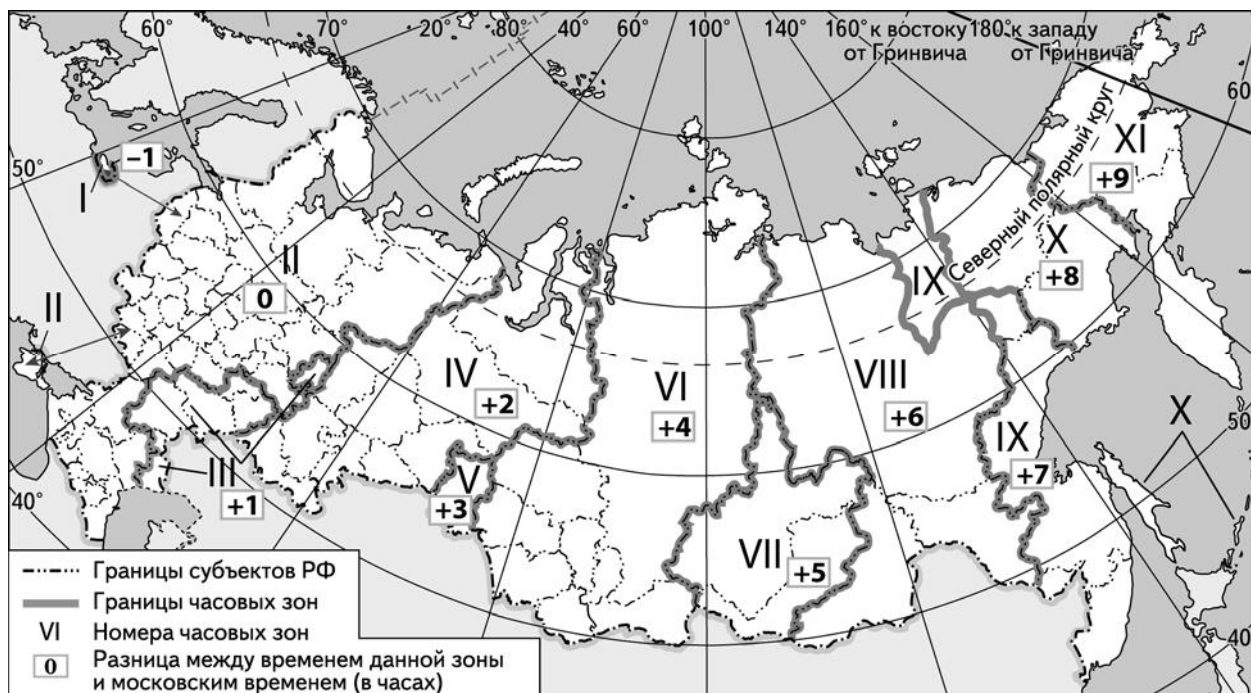 60° 70° 20° 40° 60° 80° 100° 120° 140° 160° к востоку 180° к западу
от Гринвича от Гринвича
60°
Северный полярный круг
XI
+9
–1
50°
I
X
+8
II
IX
0
II
IV
+2
VI
+4
VIII
+6
X
50°
IX
+7
III
+1
V
+3
40°
VII
+5
40°
Границы субъектов РФ
Границы часовых зон
VI Номера часовых зон
0 Разница между временем данной зоны
и московским временем (в часах)